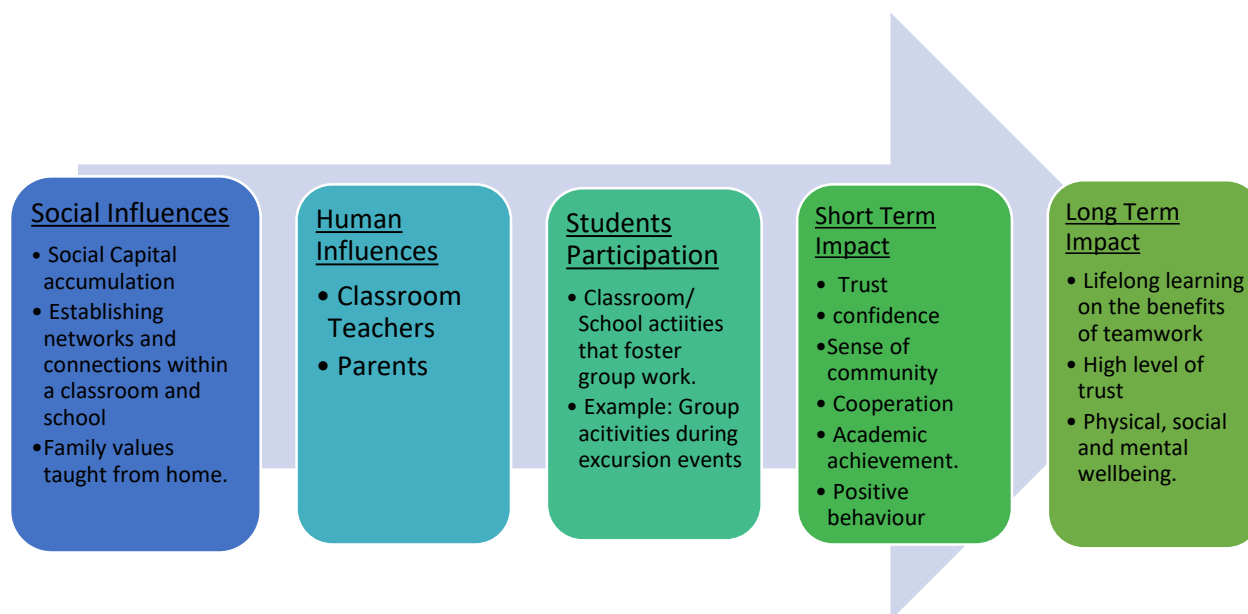 Social Influences
• Social Capital
accumulation
• Establishing
networks and
connections within
a classroom and
school
•Family values
taught from home.
Human
Influences
• Classroom
Teachers
• Parents
Students
Participation
• Classroom/
School actiities
that foster
group work.
• Example: Group
acitivities during
excursion events
Short Term
Impact
• Trust
• confidence
•Sense of
community
• Cooperation
• Academic
achievement.
• Positive
behaviour
Long Term
Impact
• Lifelong learning
on the benefits
of teamwork
• High level of
trust
• Physical, social
and mental
wellbeing.